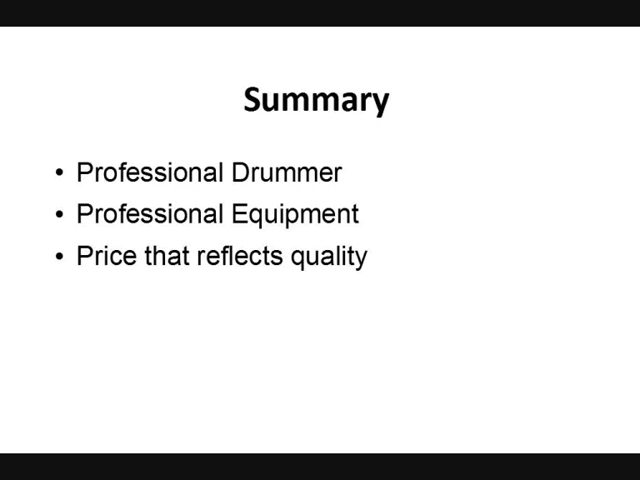 Summary
• Professional Drummer
• Professional Equipment
• Price that reflects quality